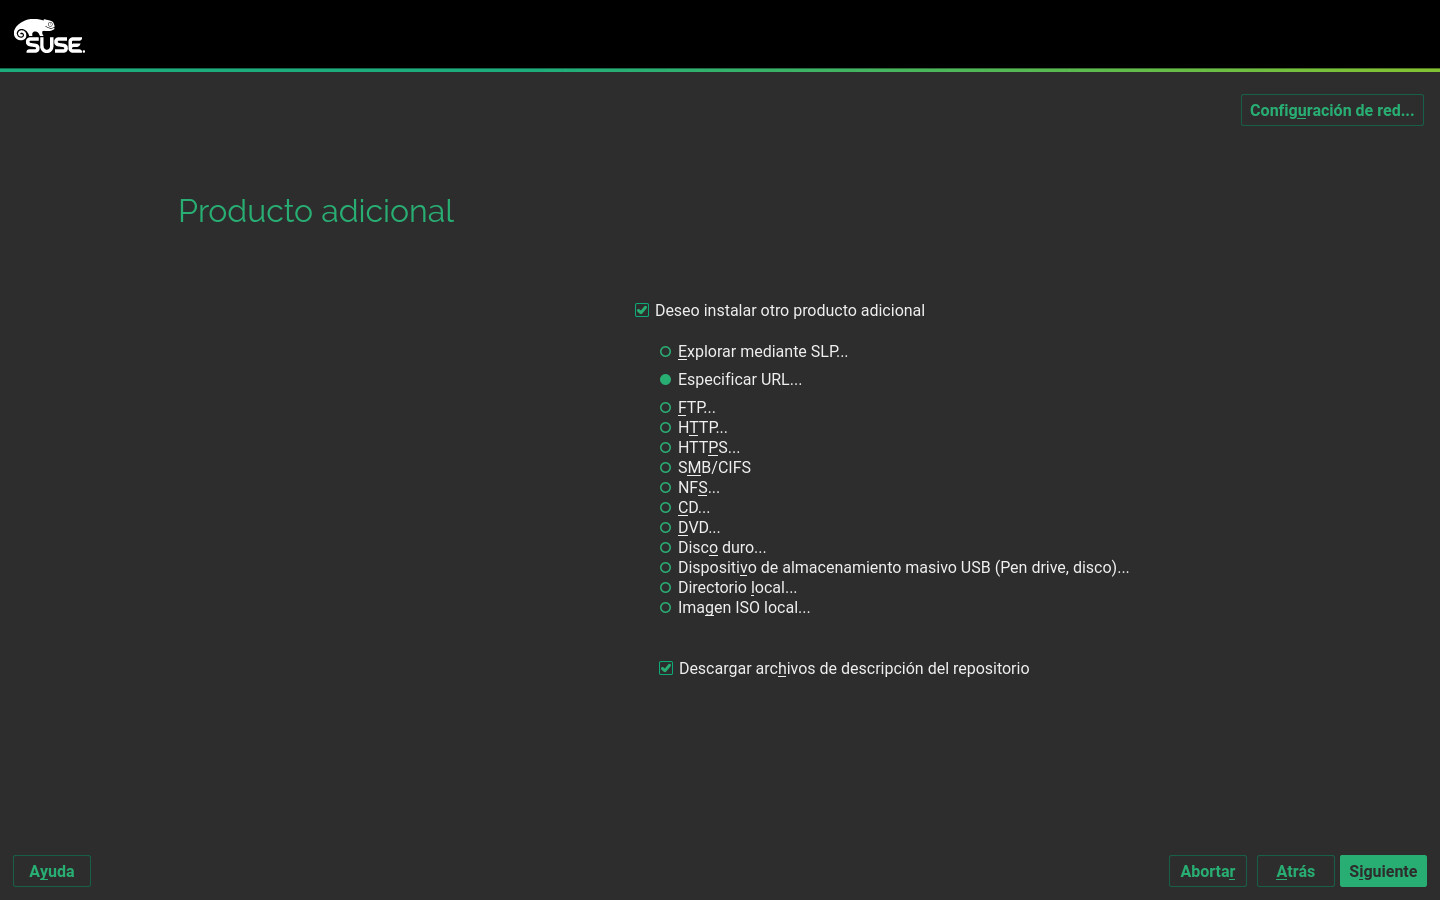 SUSE
Configuración de red...
Producto adicional
Deseo instalar otro producto adicional
Explorar mediante SLP...
Especificar URL...
FTP...
HTTP...
HTTPS...
SMB/CIFS
NFS...
CD...
DVD...
Disco duro...
Dispositivo de almacenamiento masivo USB (Pen drive, disco)...
Directorio local...
Imagen ISO local...
Descargar archivos de descripción del repositorio
Ayuda
Abortar
Atrás
Siguiente